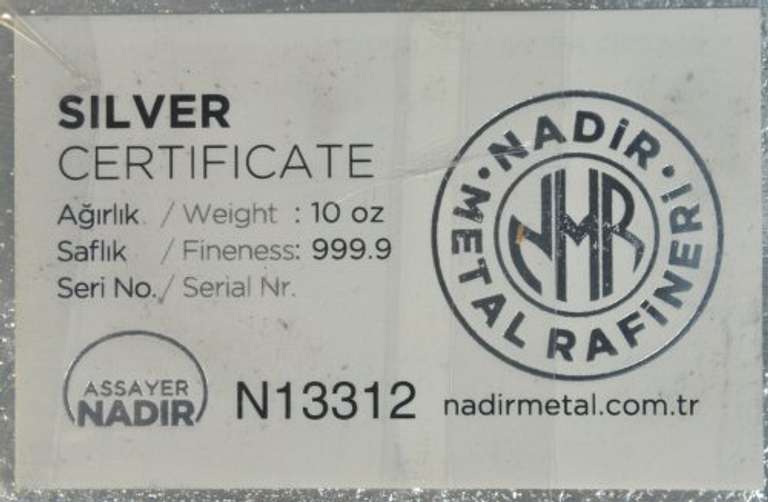 SILVER
CERTIFICATE
Ağırlık / Weight : 10 oz
Saflık / Fineness: 999.9
Seri No. / Serial Nr.
ASSAYER
NADIR
N13312
NADİR • METAL RAFİNERİ •
NMR
nadirmetal.com.tr